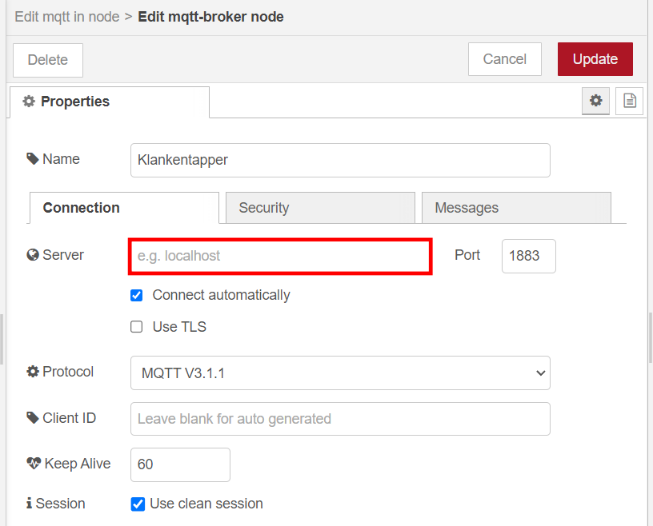 Edit mqtt in node > Edit mqtt-broker node
Delete Cancel Update
Properties
Name Klankentapper
Connection Security Messages
Server e.g. localhost Port 1883
Connect automatically
Use TLS
Protocol MQTT V3.1.1
Client ID Leave blank for auto generated
Keep Alive 60
Session Use clean session